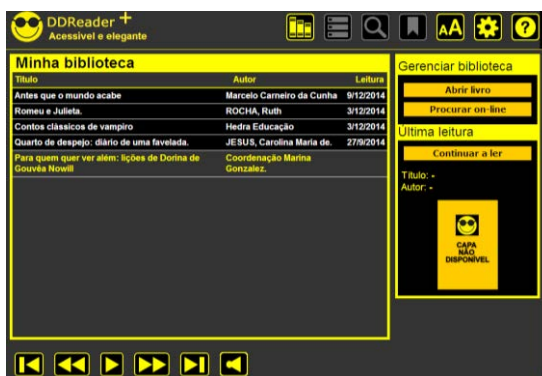 DDReader +
Acessível e elegante
AA
?
Minha biblioteca
Título Autor Leitura
Antes que o mundo acabe Marcelo Carneiro da Cunha 9/12/2014
Romeu e Julieta. ROCHA, Ruth 3/12/2014
Contos clássicos de vampiro Hedra Educação 3/12/2014
Quarto de despejo: diário de uma favelada. JESUS, Carolina Maria de. 27/9/2014
Para quem quer ver além: lições de Dorina de Coordenação Marina
Gouvêa Nowill Gonzalez.
Gerenciar biblioteca
Abrir livro
Procurar on-line
Última leitura
Continuar a ler
Título: -
Autor: -
CAPA
NÃO
DISPONÍVEL